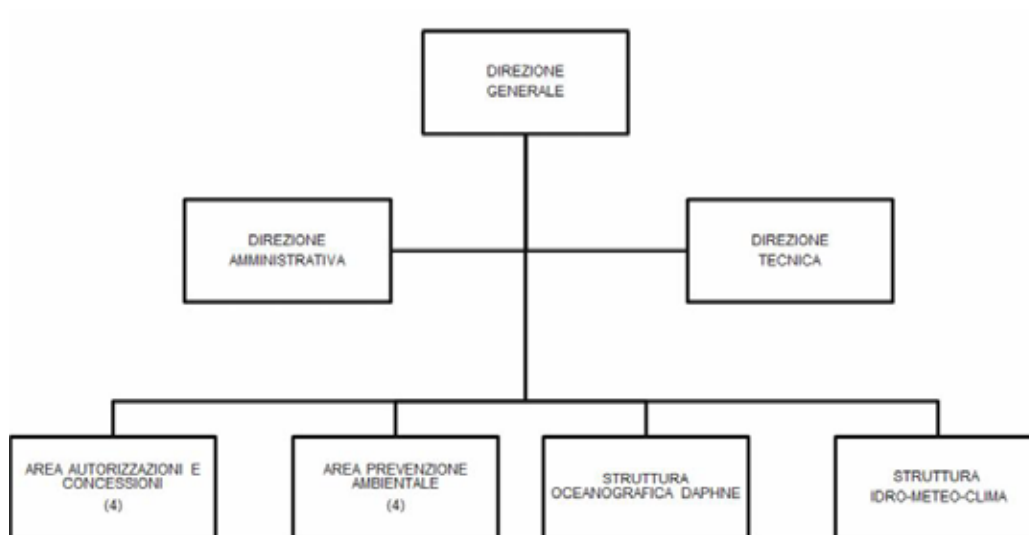 DIREZIONE
GENERALE
DIREZIONE
AMMINISTRATIVA
DIREZIONE
TECNICA
AREA AUTORIZZAZIONI E
CONCESSIONI
(4)
AREA PREVENZIONE
AMBIENTALE
(4)
STRUTTURA
OCEANOGRAFICA DAPHNE
STRUTTURA
IDRO-METEO-CLIMA